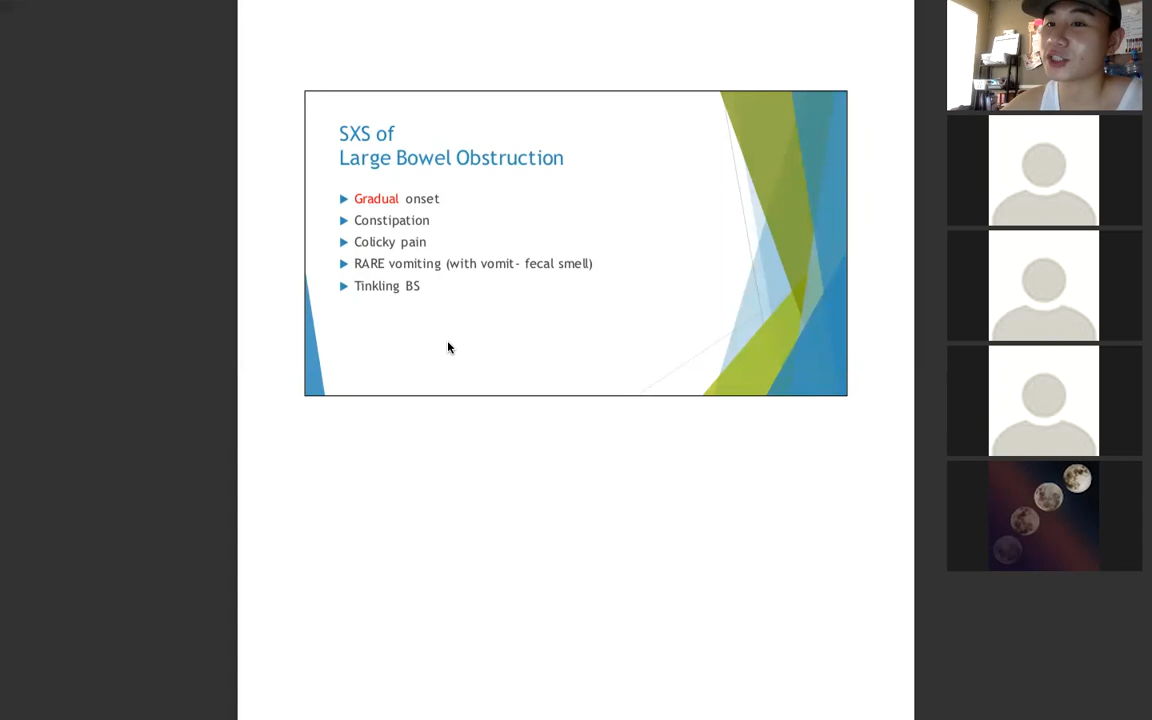 SXS of
Large Bowel Obstruction
Gradual onset
Constipation
Colicky pain
RARE vomiting (with vomit- fecal smell)
Tinkling BS